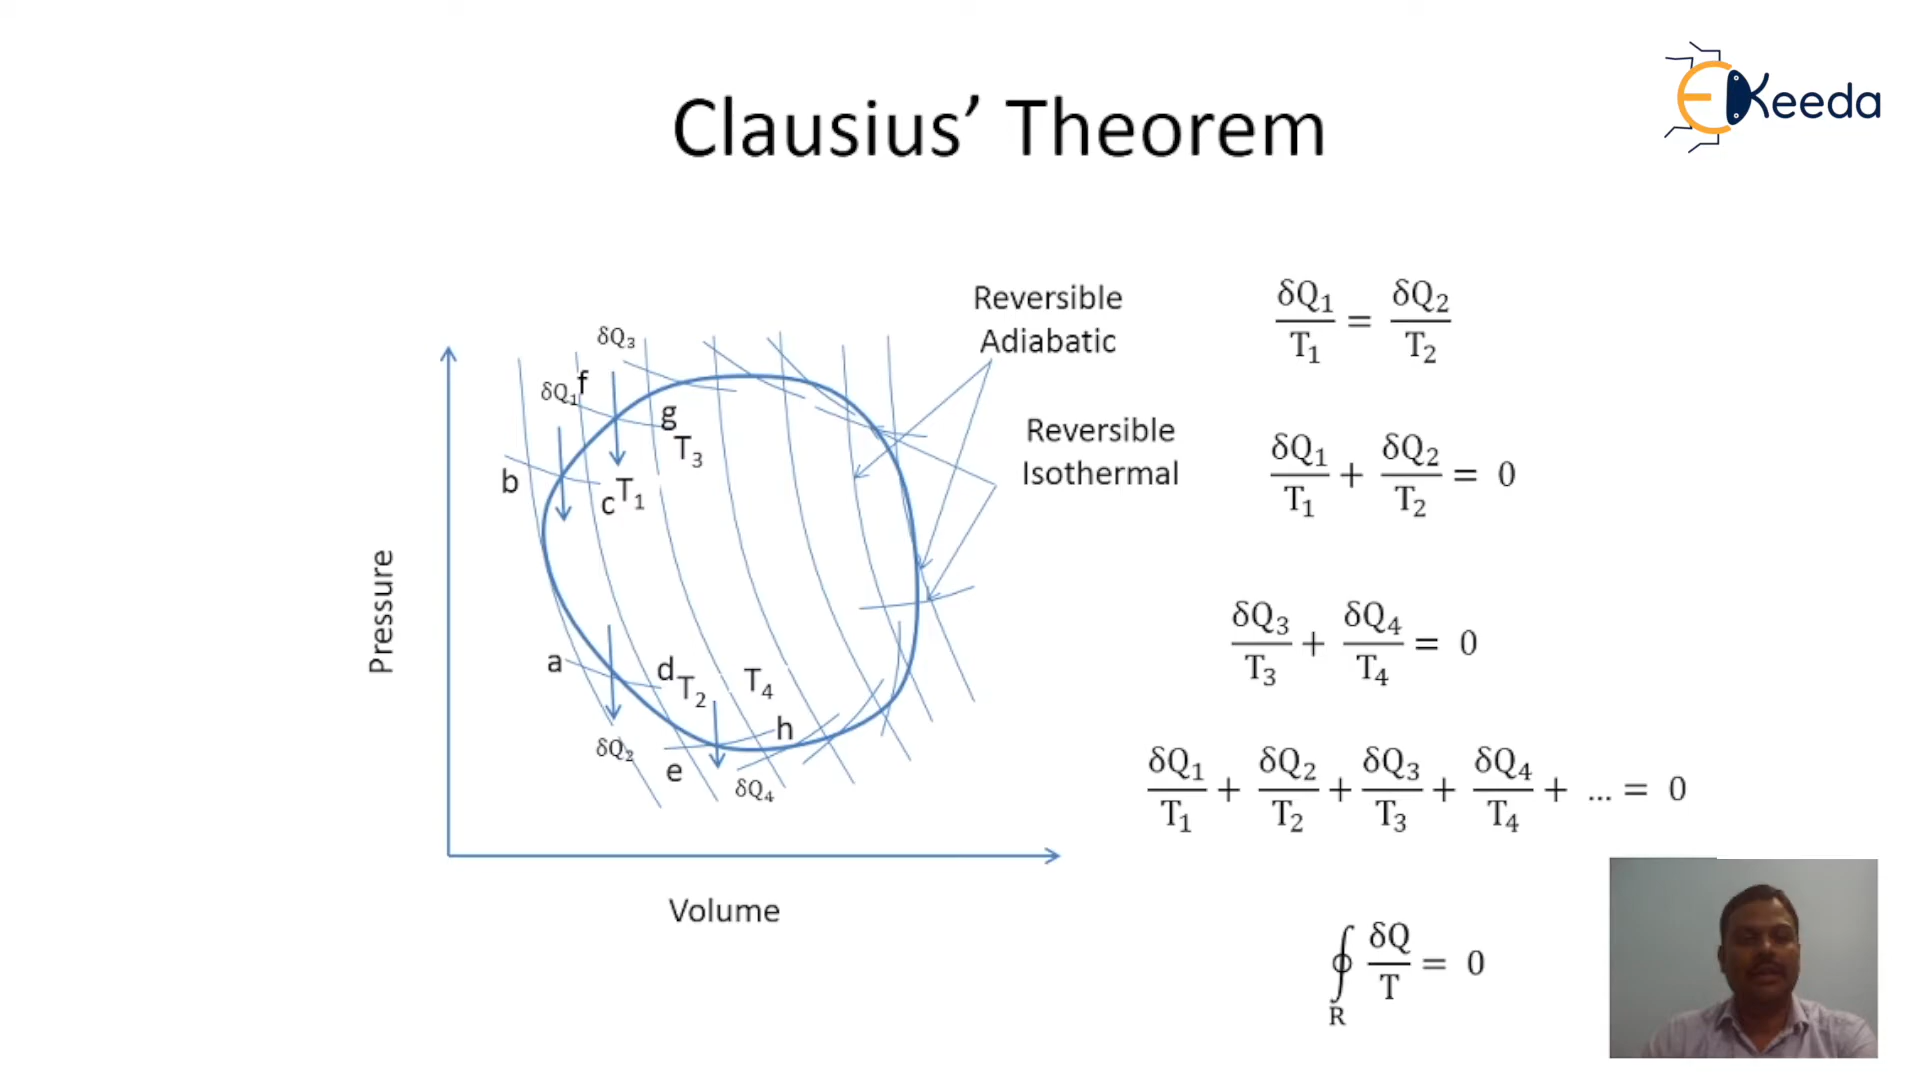 EKeeda
Clausius’ Theorem
Reversible
Adiabatic
Reversible
Isothermal
δQ₃
δQ₁
f
g
T₃
b
c
T₁
a
d
T₂
T₄
h
δQ₂
e
δQ₄
Pressure
Volume
δQ₁/T₁ = δQ₂/T₂
δQ₁/T₁ + δQ₂/T₂ = 0
δQ₃/T₃ + δQ₄/T₄ = 0
δQ₁/T₁ + δQ₂/T₂ + δQ₃/T₃ + δQ₄/T₄ + ... = 0
∮R δQ/T = 0